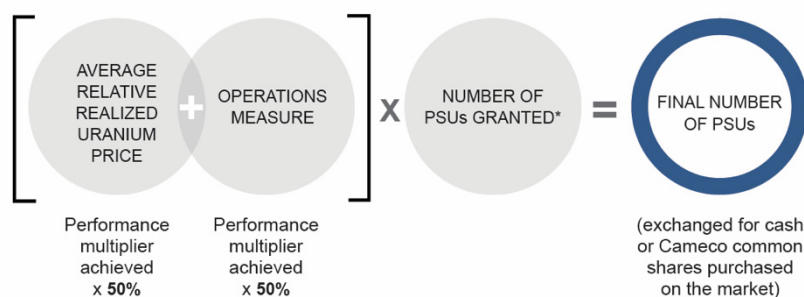 AVERAGE
RELATIVE
REALIZED
URANIUM
PRICE
+
OPERATIONS
MEASURE
x
NUMBER OF
PSUs GRANTED*
=
FINAL NUMBER
OF PSUs
Performance
multiplier
achieved
x 50%
Performance
multiplier
achieved
x 50%
(exchanged for cash
or Cameco common
shares purchased
on the market)